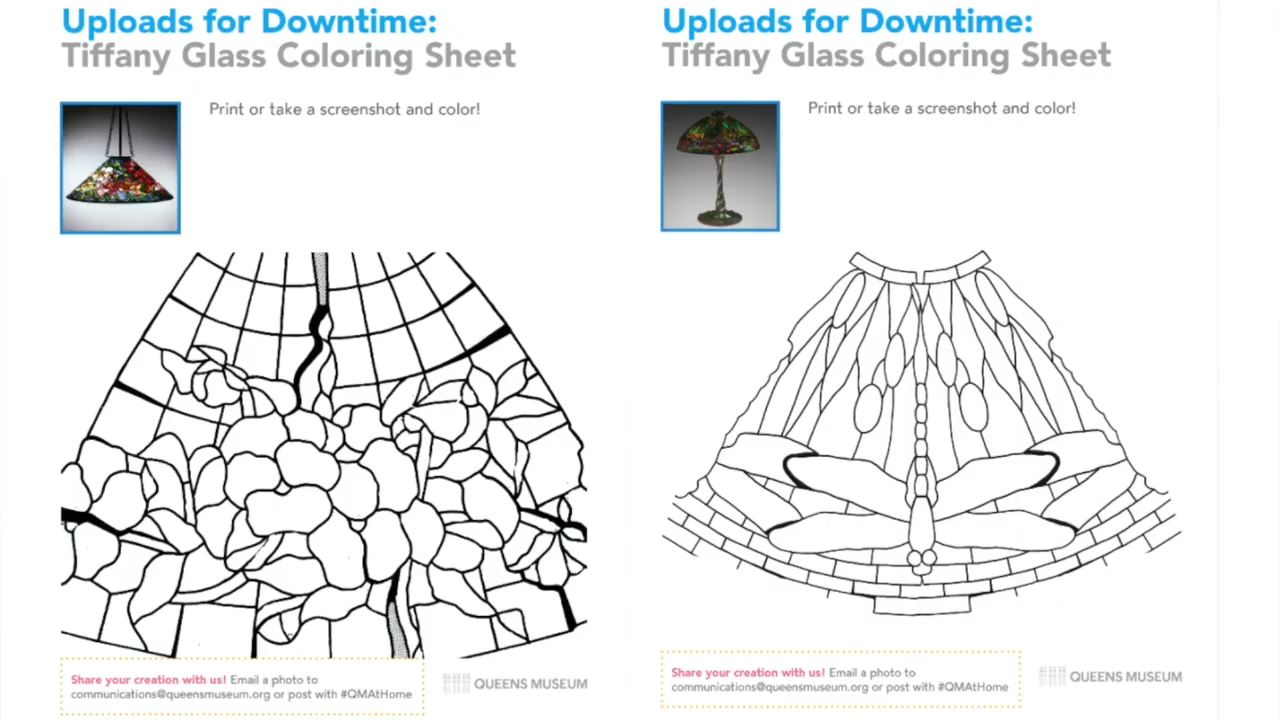 Uploads for Downtime:
Tiffany Glass Coloring Sheet
Print or take a screenshot and color!
Share your creation with us! Email a photo to
communications@queensmuseum.org or post with #QMAtHome
QUEENS MUSEUM
Uploads for Downtime:
Tiffany Glass Coloring Sheet
Print or take a screenshot and color!
Share your creation with us! Email a photo to
communications@queensmuseum.org or post with #QMAtHome
QUEENS MUSEUM